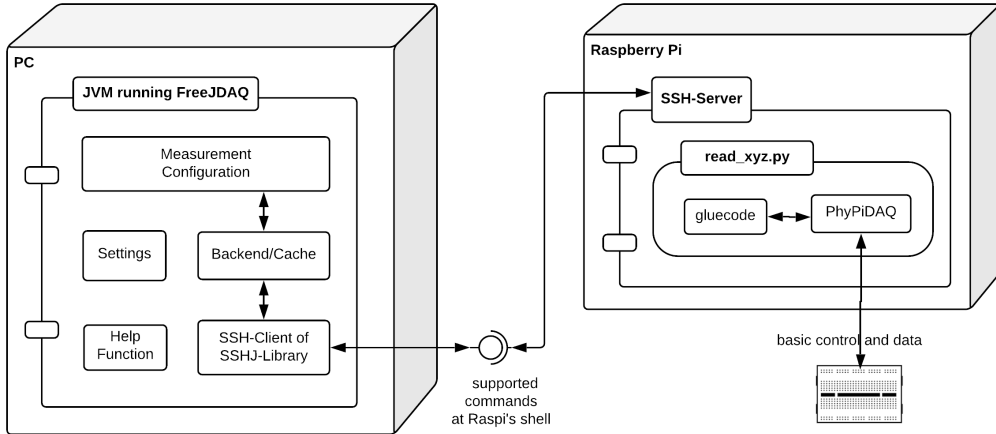 PC
JVM running FreeJDAQ
Measurement
Configuration
Settings
Backend/Cache
Help
Function
SSH-Client of
SSHJ-Library
supported
commands
at Raspi's shell
Raspberry Pi
SSH-Server
read_xyz.py
gluecode
PhyPiDAQ
basic control and data